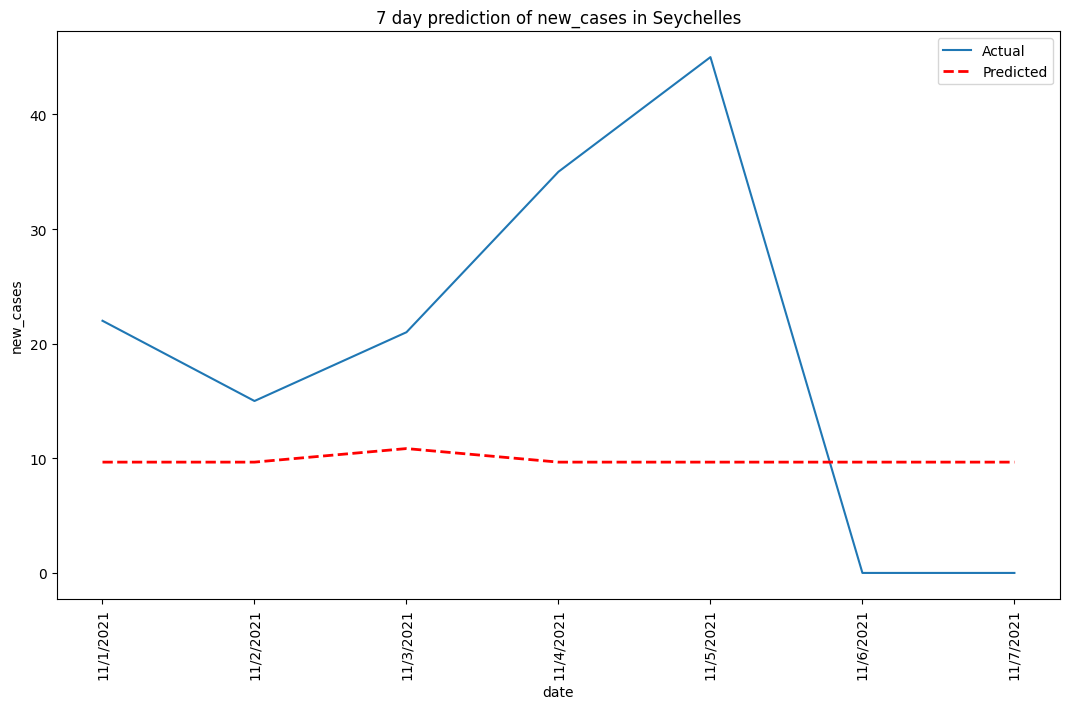 7 day prediction of new_cases in Seychelles
Actual
Predicted
new_cases
40
30
20
10
0
11/1/2021
11/2/2021
11/3/2021
11/4/2021
11/5/2021
11/6/2021
11/7/2021
date